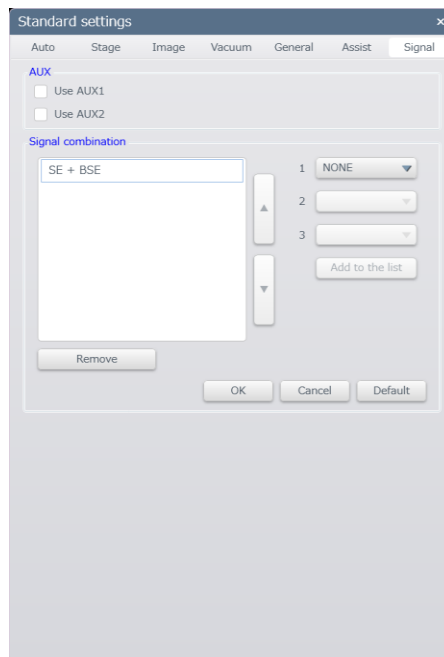 Standard settings
Auto Stage Image Vacuum General Assist Signal
AUX
Use AUX1
Use AUX2
Signal combination
SE + BSE
1 NONE
2
3
Add to the list
Remove
OK Cancel Default